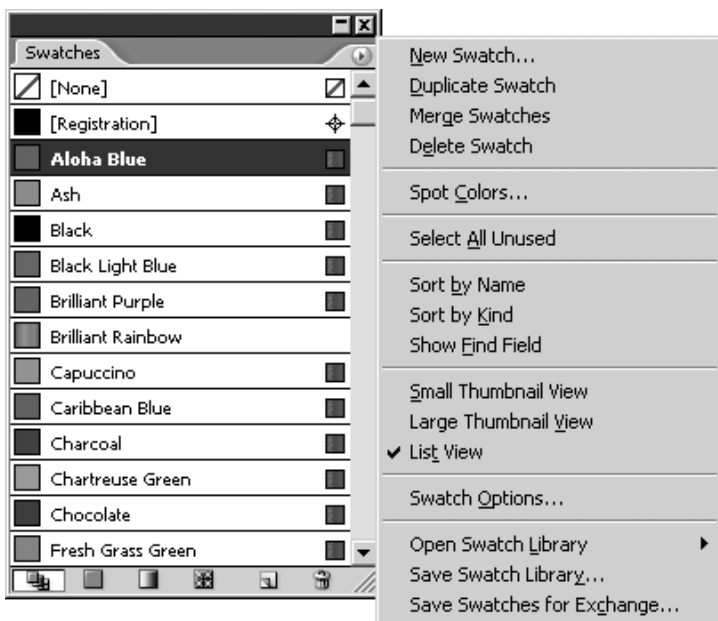 Swatches
[None]
[Registration]
Aloha Blue
Ash
Black
Black Light Blue
Brilliant Purple
Brilliant Rainbow
Capuccino
Caribbean Blue
Charcoal
Chartreuse Green
Chocolate
Fresh Grass Green
New Swatch...
Duplicate Swatch
Merge Swatches
Delete Swatch
Spot Colors...
Select All Unused
Sort by Name
Sort by Kind
Show Find Field
Small Thumbnail View
Large Thumbnail View
List View
Swatch Options...
Open Swatch Library
Save Swatch Library...
Save Swatches for Exchange...